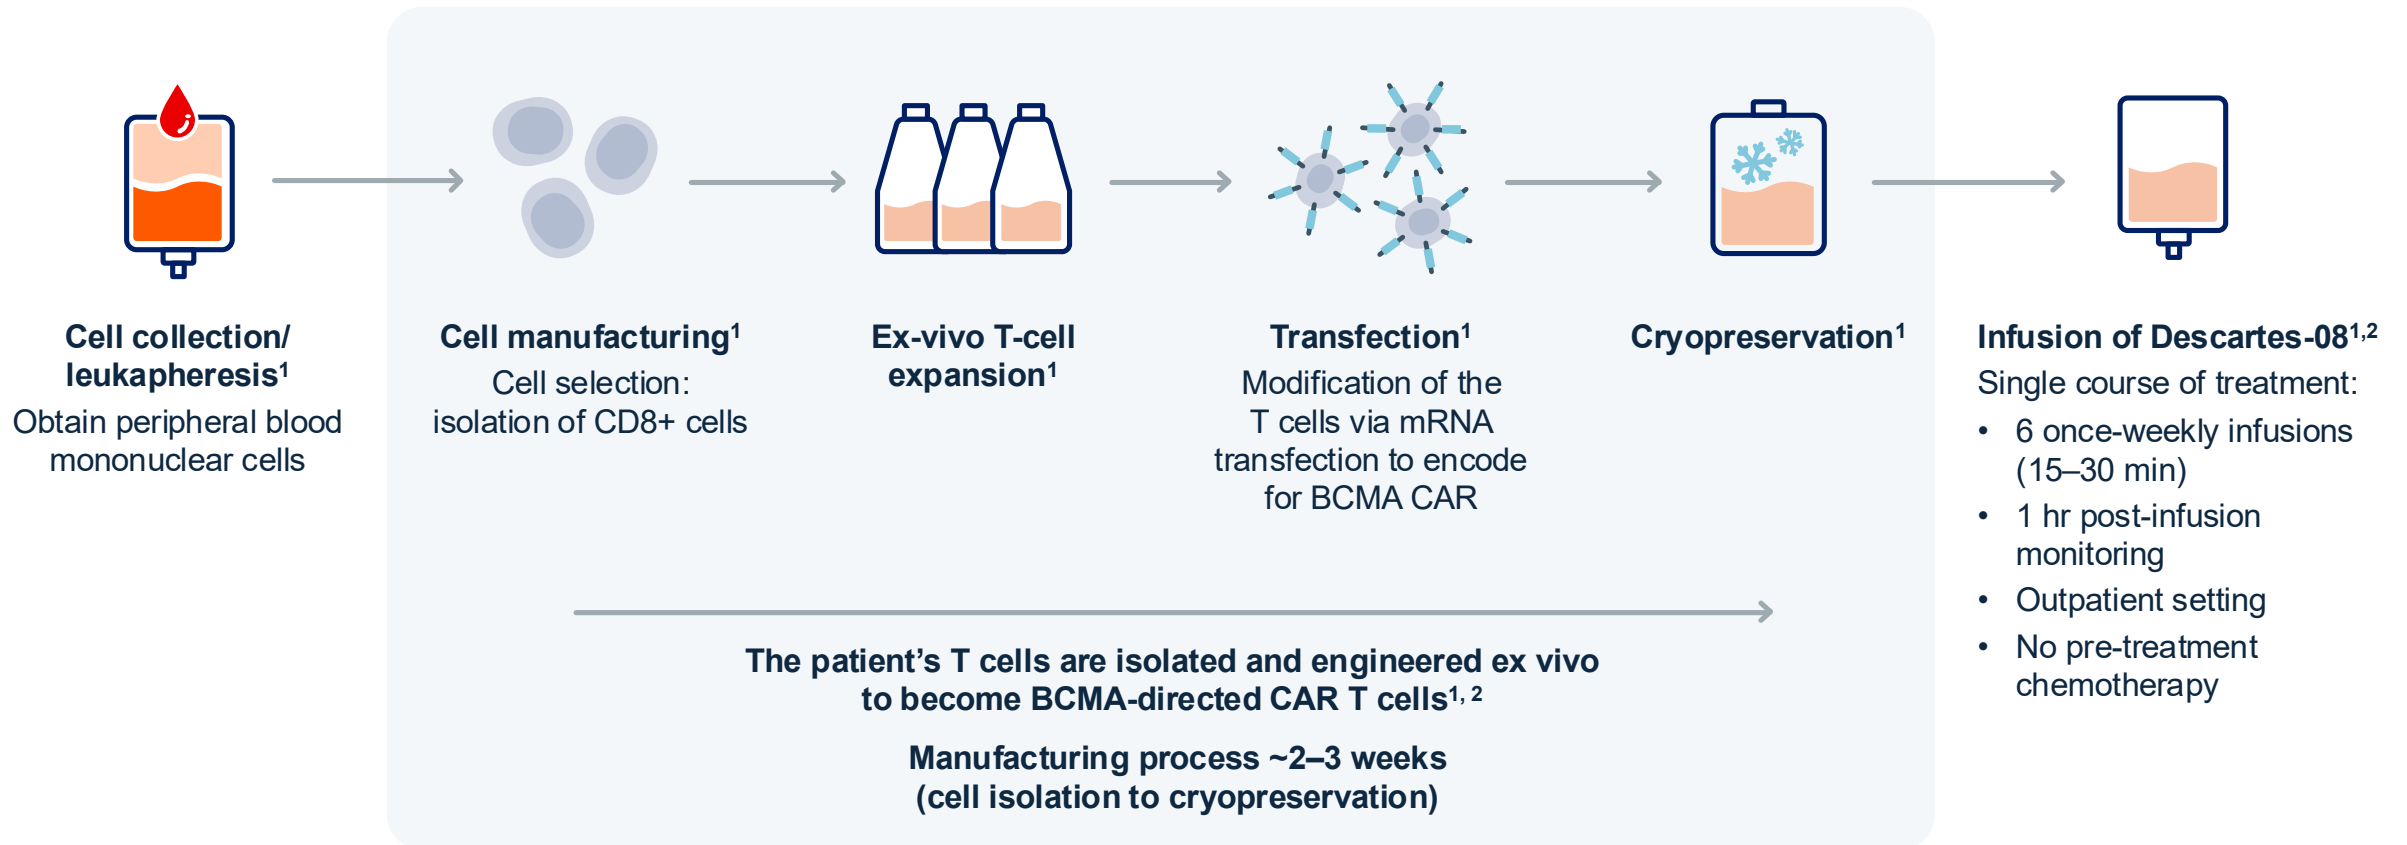 Cell collection/
leukapheresis¹
Obtain peripheral blood
mononuclear cells
Cell manufacturing¹
Cell selection:
isolation of CD8+ cells
Ex-vivo T-cell
expansion¹
Transfection¹
Modification of the
T cells via mRNA
transfection to encode
for BCMA CAR
Cryopreservation¹
Infusion of Descartes-08¹,²
Single course of treatment:
• 6 once-weekly infusions
(15–30 min)
• 1 hr post-infusion
monitoring
• Outpatient setting
• No pre-treatment
chemotherapy
The patient’s T cells are isolated and engineered ex vivo
to become BCMA-directed CAR T cells¹, ²
Manufacturing process ~2–3 weeks
(cell isolation to cryopreservation)